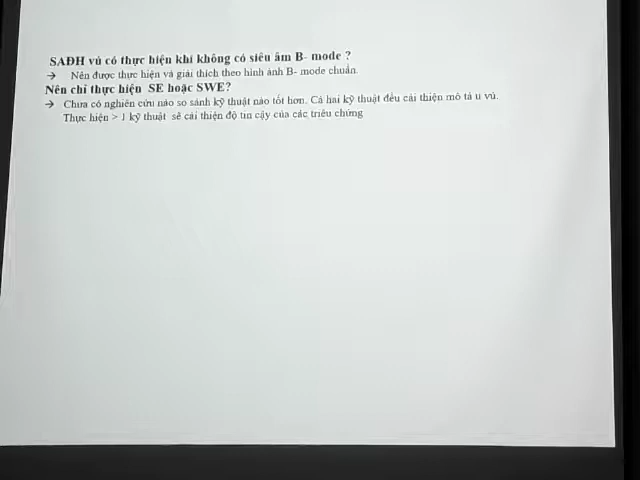 SAĐH vú có thực hiện khi không có siêu âm B- mode ?
→ Nên được thực hiện và giải thích theo hình ảnh B- mode chuẩn.
Nên chỉ thực hiện SE hoặc SWE?
→ Chưa có nghiên cứu nào so sánh kỹ thuật nào tốt hơn. Cả hai kỹ thuật đều cải thiện mô tả u vú.
Thực hiện > 1 kỹ thuật sẽ cải thiện độ tin cậy của các triệu chứng